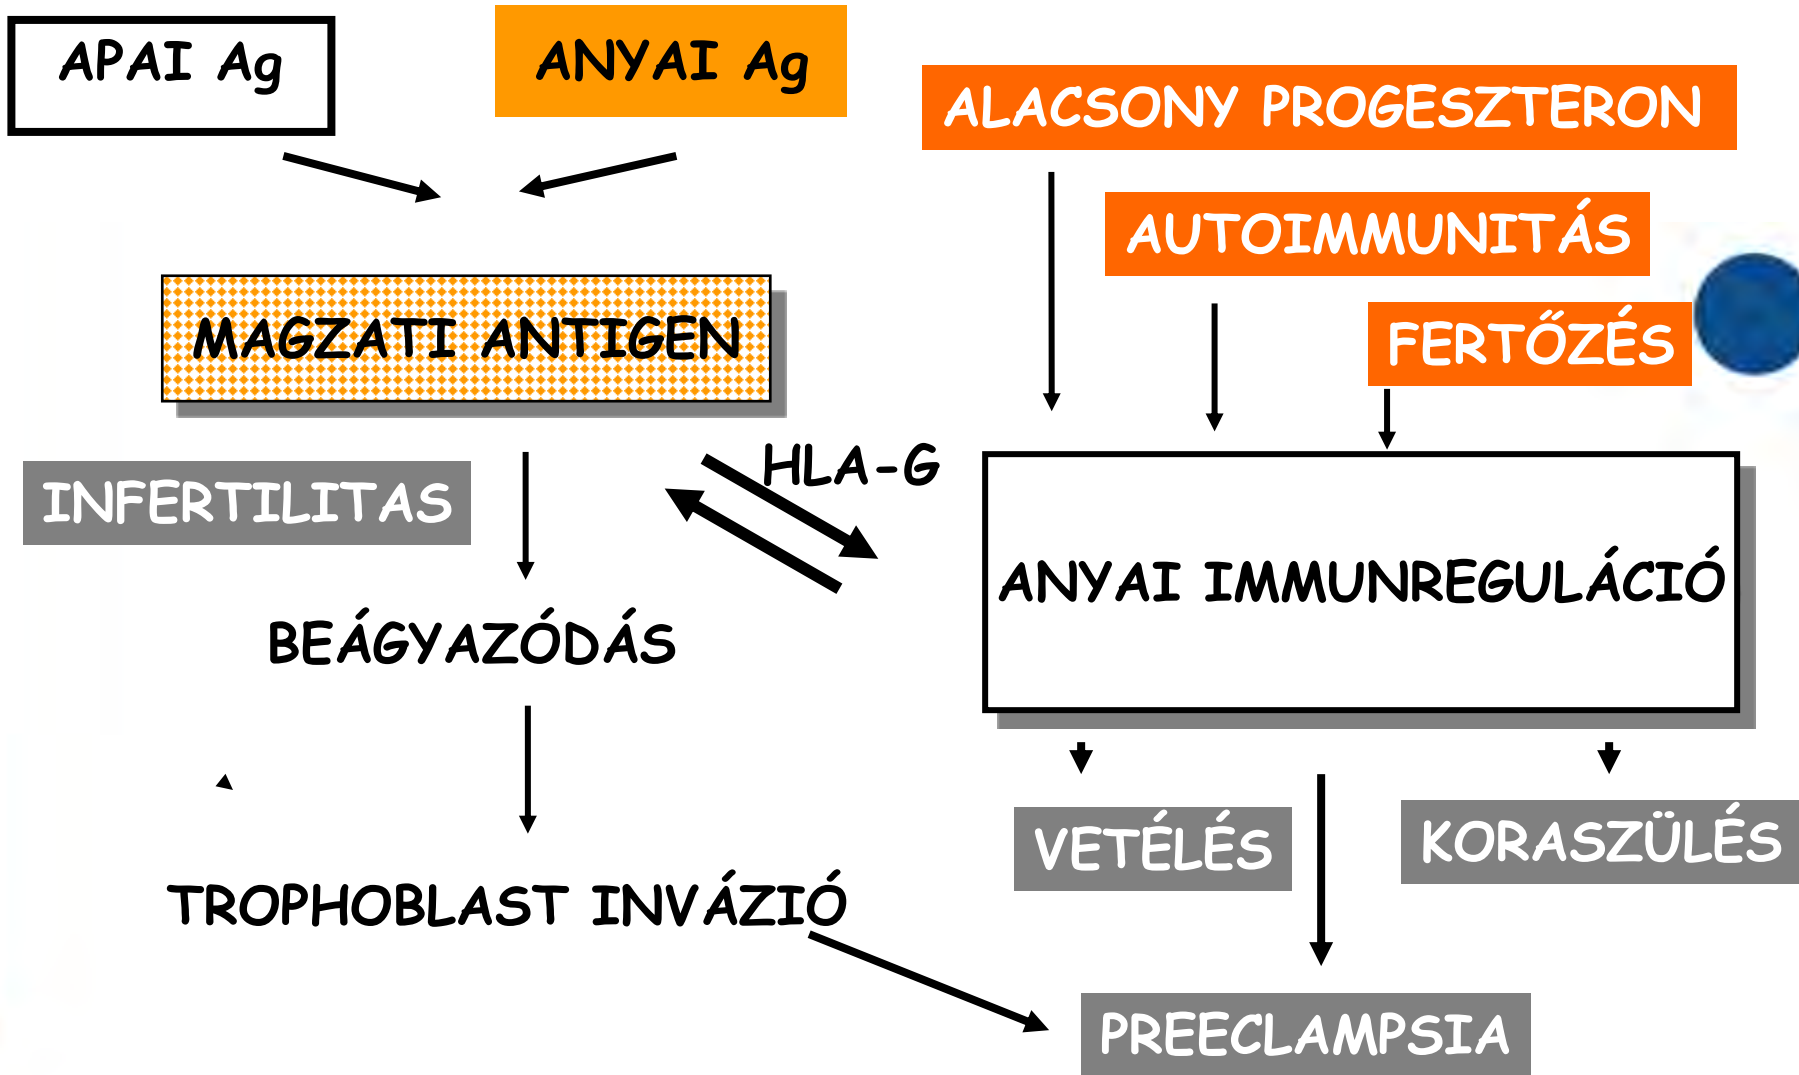 APAI Ag
ANYAI Ag
ALACSONY PROGESZTERON
AUTOIMMUNITÁS
FERTŐZÉS
MAGZATI ANTIGEN
HLA-G
INFERTILITAS
ANYAI IMMUNREGULÁCIÓ
BEÁGYAZÓDÁS
VETÉLÉS
KORASZÜLÉS
TROPHOBLAST INVÁZIÓ
PREECLAMPSIA